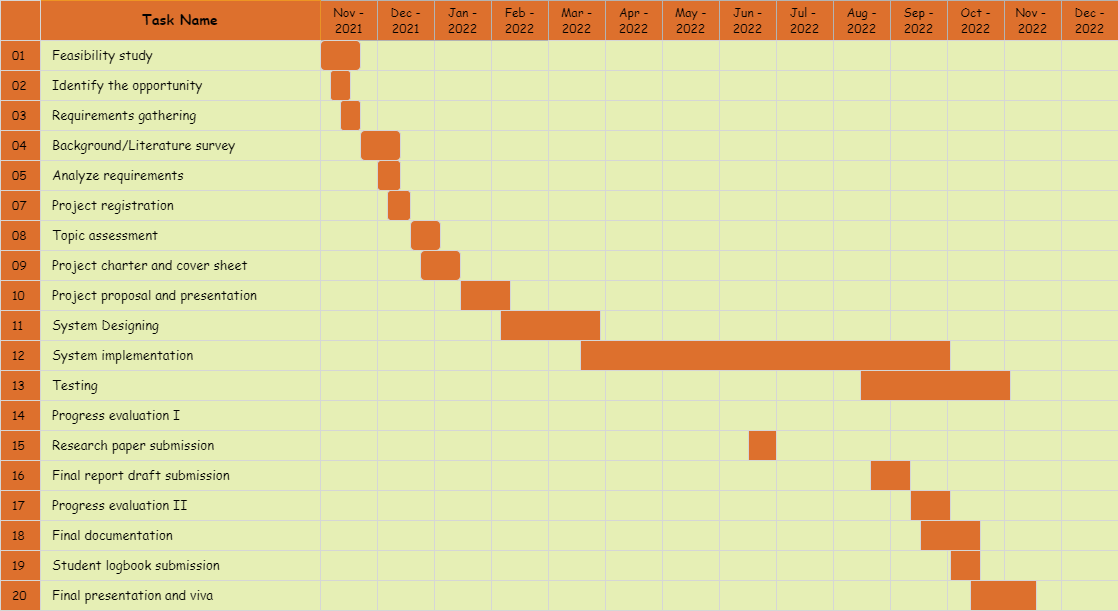 Task Name
Nov - 2021
Dec - 2021
Jan - 2022
Feb - 2022
Mar - 2022
Apr - 2022
May - 2022
Jun - 2022
Jul - 2022
Aug - 2022
Sep - 2022
Oct - 2022
Nov - 2022
Dec - 2022
01 Feasibility study
02 Identify the opportunity
03 Requirements gathering
04 Background/Literature survey
05 Analyze requirements
07 Project registration
08 Topic assessment
09 Project charter and cover sheet
10 Project proposal and presentation
11 System Designing
12 System implementation
13 Testing
14 Progress evaluation I
15 Research paper submission
16 Final report draft submission
17 Progress evaluation II
18 Final documentation
19 Student logbook submission
20 Final presentation and viva